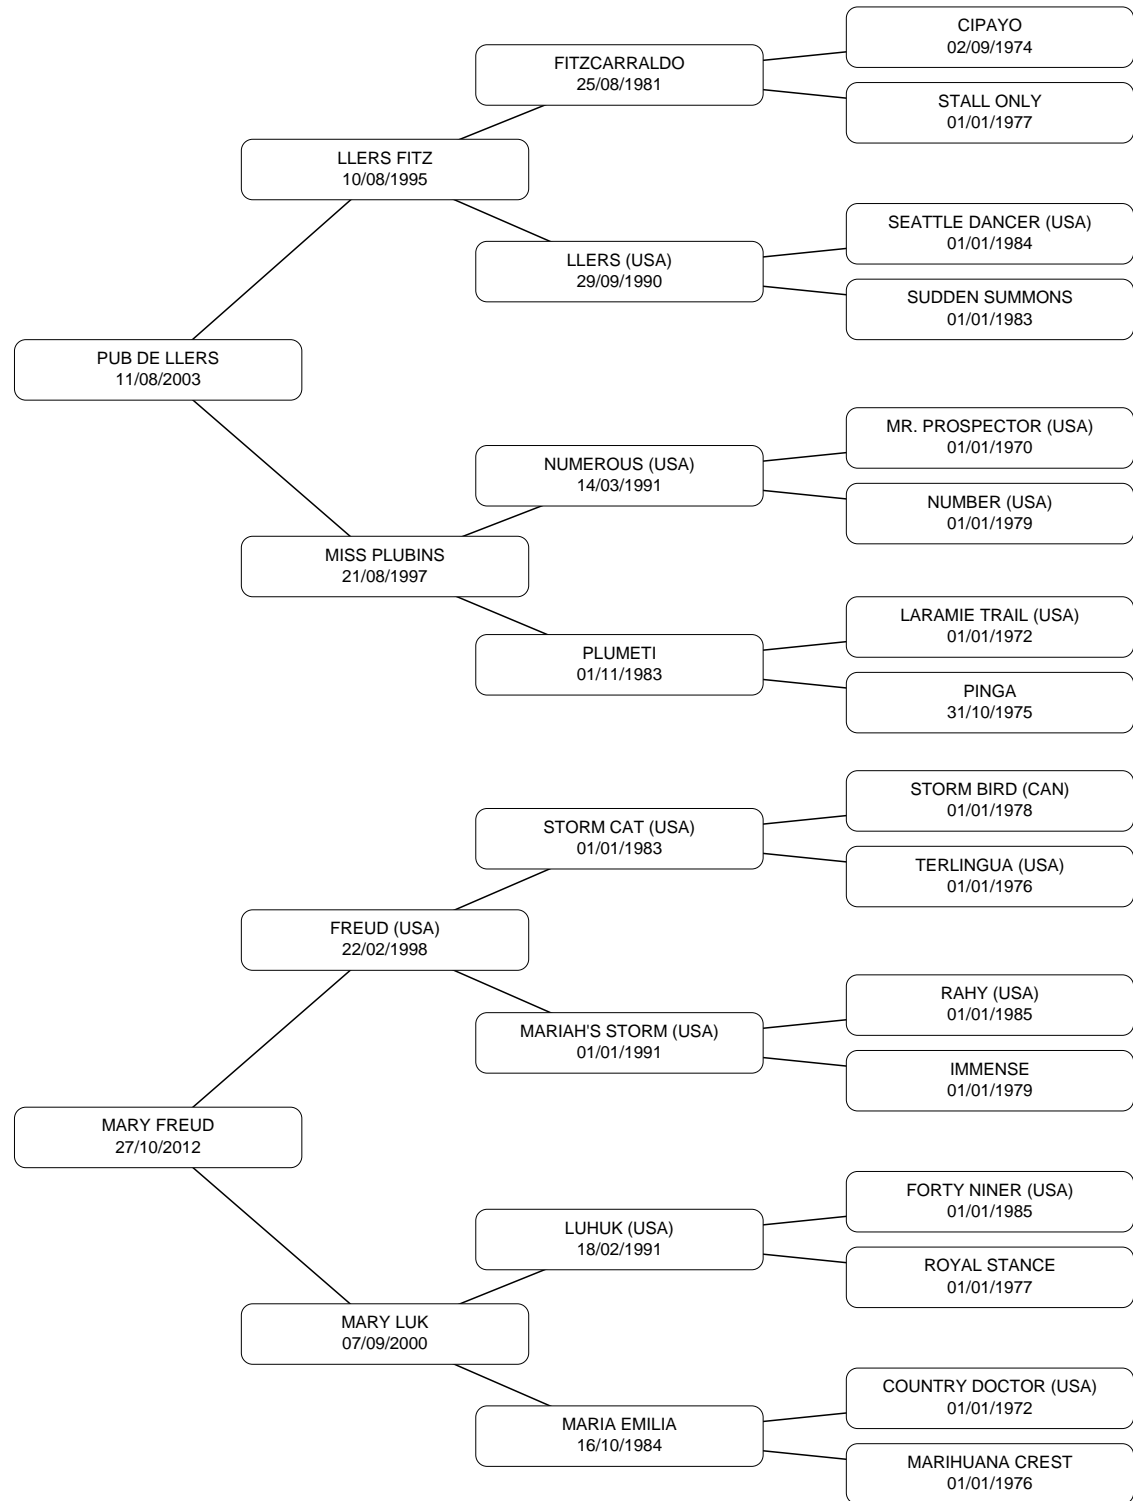 CIPAYO
02/09/1974
FITZCARRALDO
25/08/1981
STALL ONLY
01/01/1977
LLERS FITZ
10/08/1995
SEATTLE DANCER (USA)
01/01/1984
LLERS (USA)
29/09/1990
SUDDEN SUMMONS
01/01/1983
PUB DE LLERS
11/08/2003
MR. PROSPECTOR (USA)
01/01/1970
NUMEROUS (USA)
14/03/1991
NUMBER (USA)
01/01/1979
MISS PLUBINS
21/08/1997
LARAMIE TRAIL (USA)
01/01/1972
PLUMETI
01/11/1983
PINGA
31/10/1975
STORM BIRD (CAN)
01/01/1978
STORM CAT (USA)
01/01/1983
TERLINGUA (USA)
01/01/1976
FREUD (USA)
22/02/1998
RAHY (USA)
01/01/1985
MARIAH'S STORM (USA)
01/01/1991
IMMENSE
01/01/1979
MARY FREUD
27/10/2012
FORTY NINER (USA)
01/01/1985
LUHUK (USA)
18/02/1991
ROYAL STANCE
01/01/1977
MARY LUK
07/09/2000
COUNTRY DOCTOR (USA)
01/01/1972
MARIA EMILIA
16/10/1984
MARIHUANA CREST
01/01/1976